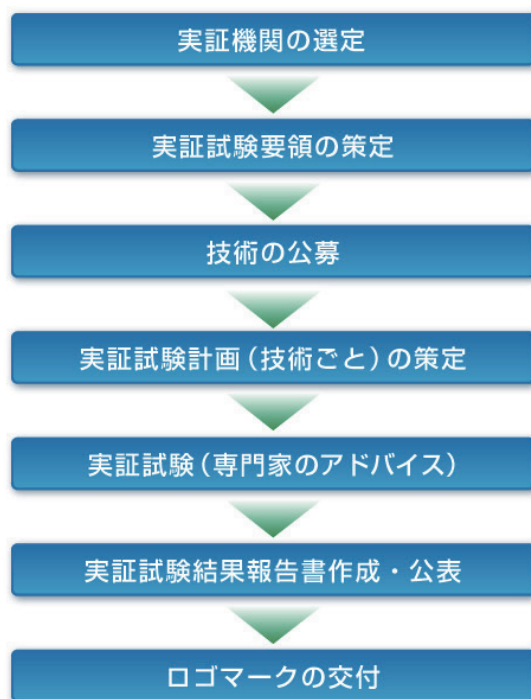 実証機関の選定
実証試験要領の策定
技術の公募
実証試験計画(技術ごと)の策定
実証試験(専門家のアドバイス)
実証試験結果報告書作成・公表
ロゴマークの交付